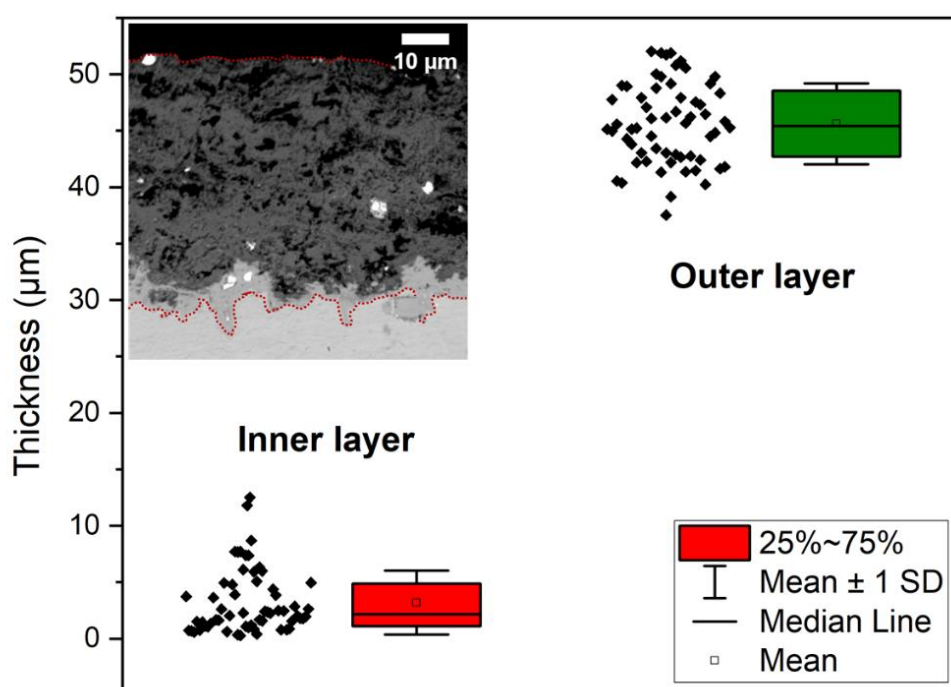 10 µm
Thickness (µm)
50
40
30
20
10
0
Outer layer
Inner layer
25%~75%
Mean ± 1 SD
Median Line
Mean